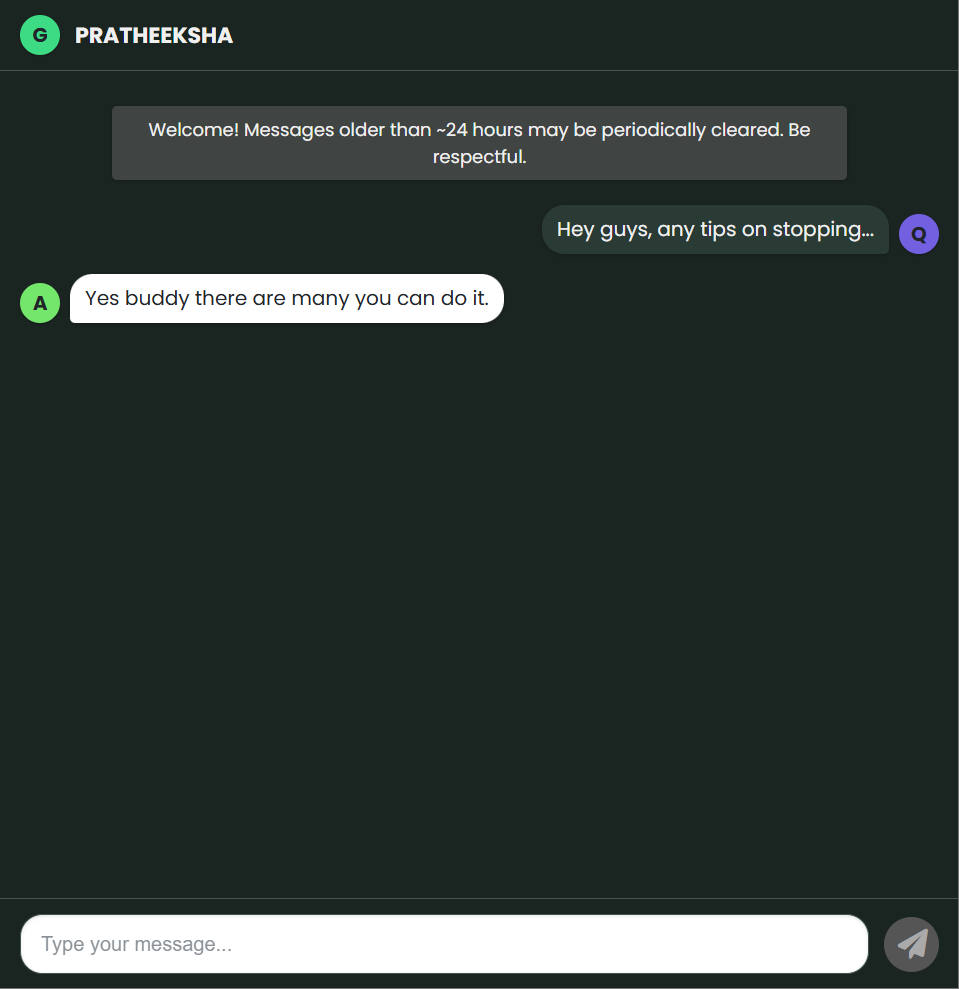 G PRATHEEKSHA
Welcome! Messages older than ~24 hours may be periodically cleared. Be
respectful.
Hey guys, any tips on stopping... Q
A Yes buddy there are many you can do it.
Type your message...